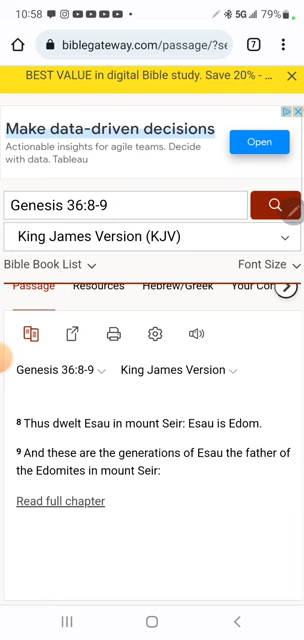 10:58 5G 79%
biblegateway.com/passage/?se 7
BEST VALUE in digital Bible study. Save 20% - ...
Make data-driven decisions
Actionable insights for agile teams. Decide
with data. Tableau
Open
Genesis 36:8-9
King James Version (KJV)
Bible Book List Font Size
Passage Resources Hebrew/Greek Your Con
Genesis 36:8-9 King James Version
8 Thus dwelt Esau in mount Seir: Esau is Edom.
9 And these are the generations of Esau the father of
the Edomites in mount Seir:
Read full chapter